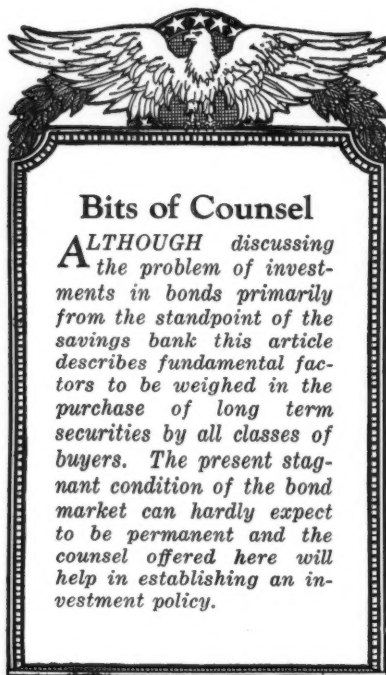 Bits of Counsel
ALTHOUGH discussing
the problem of invest-
ments in bonds primarily
from the standpoint of the
savings bank this article
describes fundamental fac-
tors to be weighed in the
purchase of long term
securities by all classes of
buyers. The present stag-
nant condition of the bond
market can hardly expect
to be permanent and the
counsel offered here will
help in establishing an in-
vestment policy.